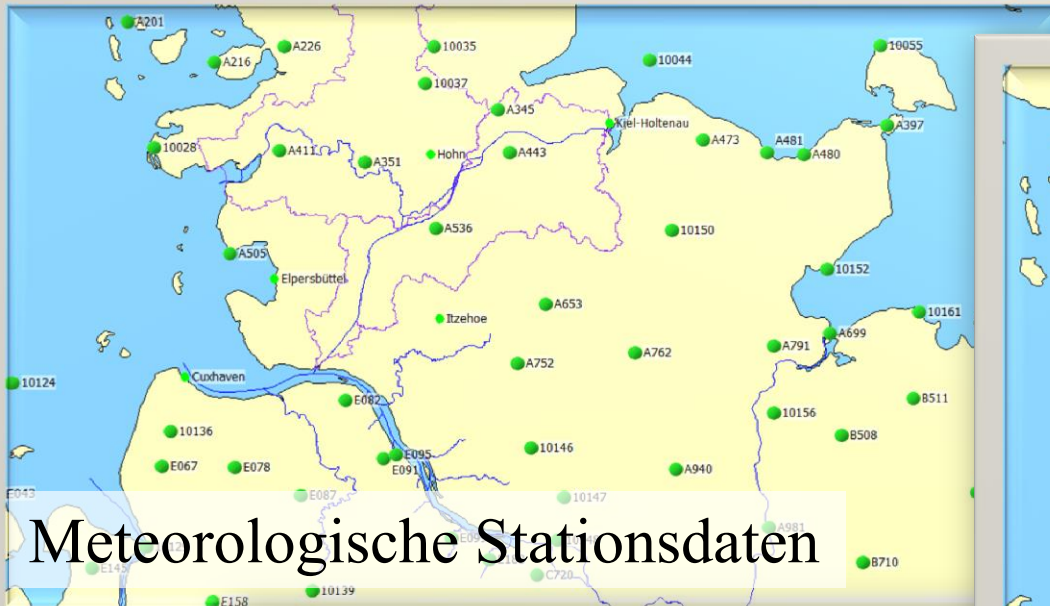 A201
A226
10035
10055
A216
10044
10037
A345
Kiel-Holtenau
A397
10028
A411
A351
Hohn
A443
A473
A481
A480
A536
10150
A505
10152
Elpersbüttel
A653
10161
Itzehoe
A699
A791
A762
A752
10124
Cuxhaven
E082
B511
10156
10136
B508
10146
E095
E067
E078
E091
A940
E043
E087
10147
A981
Meteorologische Stationsdaten
B710
E145
C720
10139
E158